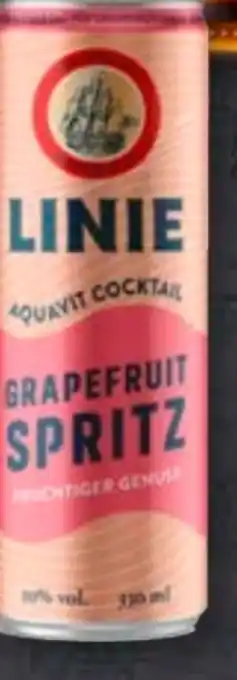 LINIE
AQUAVIT COCKTAIL
GRAPEFRUIT
SPRITZ
FRUCHTIGER GENUSS
10% vol. 330 ml